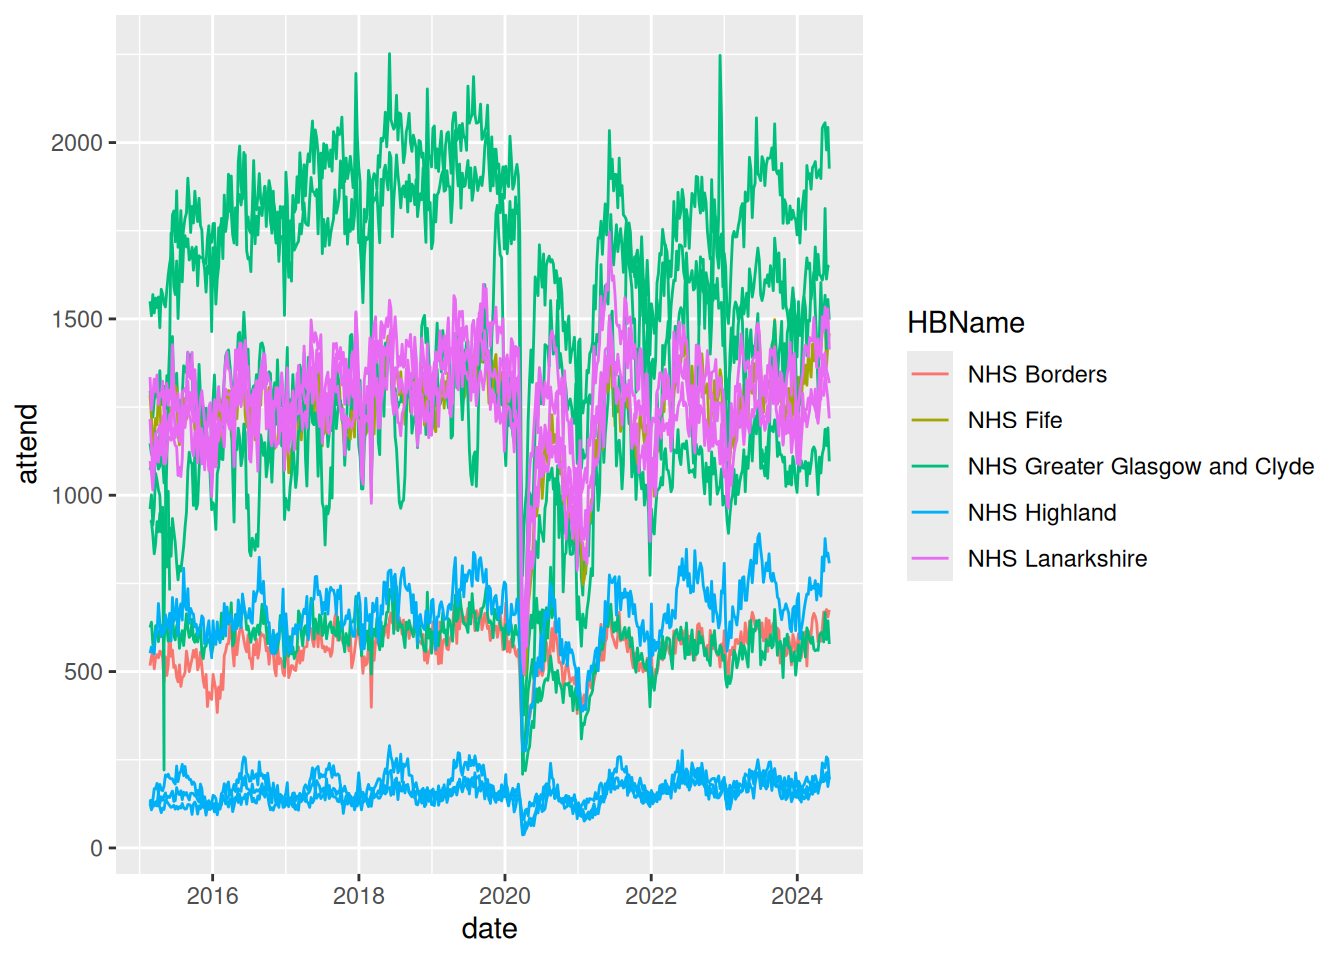 2000
1500
1000
500
0
attend
2016 2018 2020 2022 2024
date
HBName
NHS Borders
NHS Fife
NHS Greater Glasgow and Clyde
NHS Highland
NHS Lanarkshire